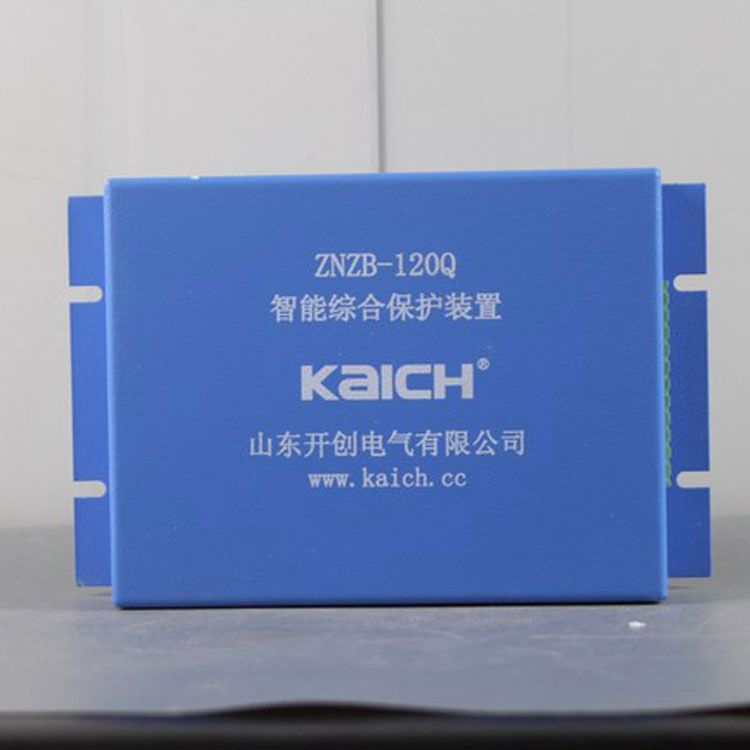 ZNZB-120Q
智能综合保护装置
KAICH®
山东开创电气有限公司
www.kaich.cc